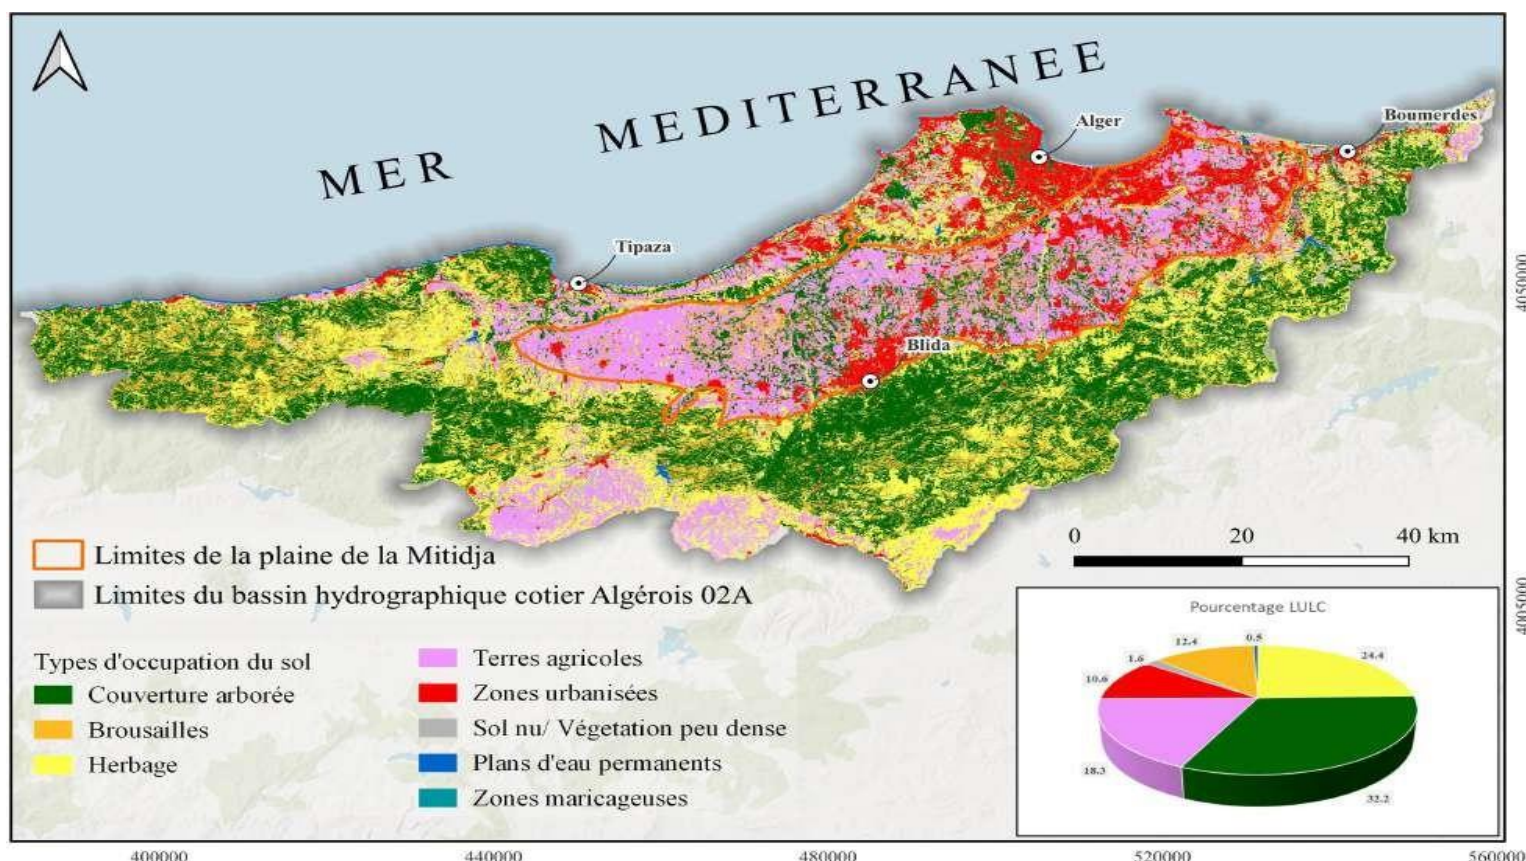 MER MEDITERRANEE
Alger
Boumerdes
Tipaza
Blida
4050000
4005000
0 20 40 km
Limites de la plaine de la Mitidja
Limites du bassin hydrographique cotier Algérois 02A
Types d'occupation du sol
Couverture arborée
Brousailles
Herbage
Terres agricoles
Zones urbanisées
Sol nu/ Végetation peu dense
Plans d'eau permanents
Zones maricageuses
Pourcentage LULC
0.5
12.4
24.4
1.6
10.6
18.3
32.2
400000 440000 480000 520000 560000